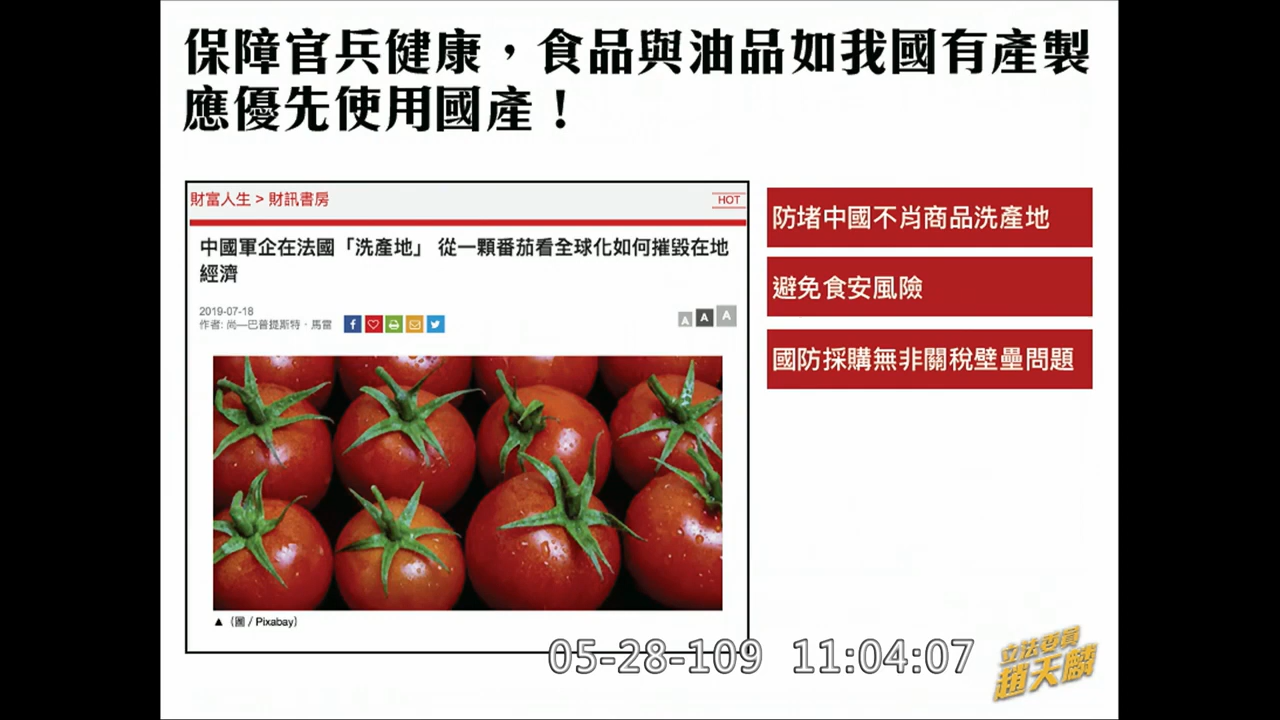 保障官兵健康，食品與油品如我國有產製
應優先使用國產！
財富人生 > 財訊書房
HOT
中國軍企在法國「洗產地」 從一顆番茄看全球化如何摧毀在地
經濟
2019-07-18
作者: 尚—巴普提斯特．馬雷
A A A
▲（圖 / Pixabay）
防堵中國不肖商品洗產地
避免食安風險
國防採購無非關稅壁壘問題
05-28-109 11:04:07
立法委員
趙天麟